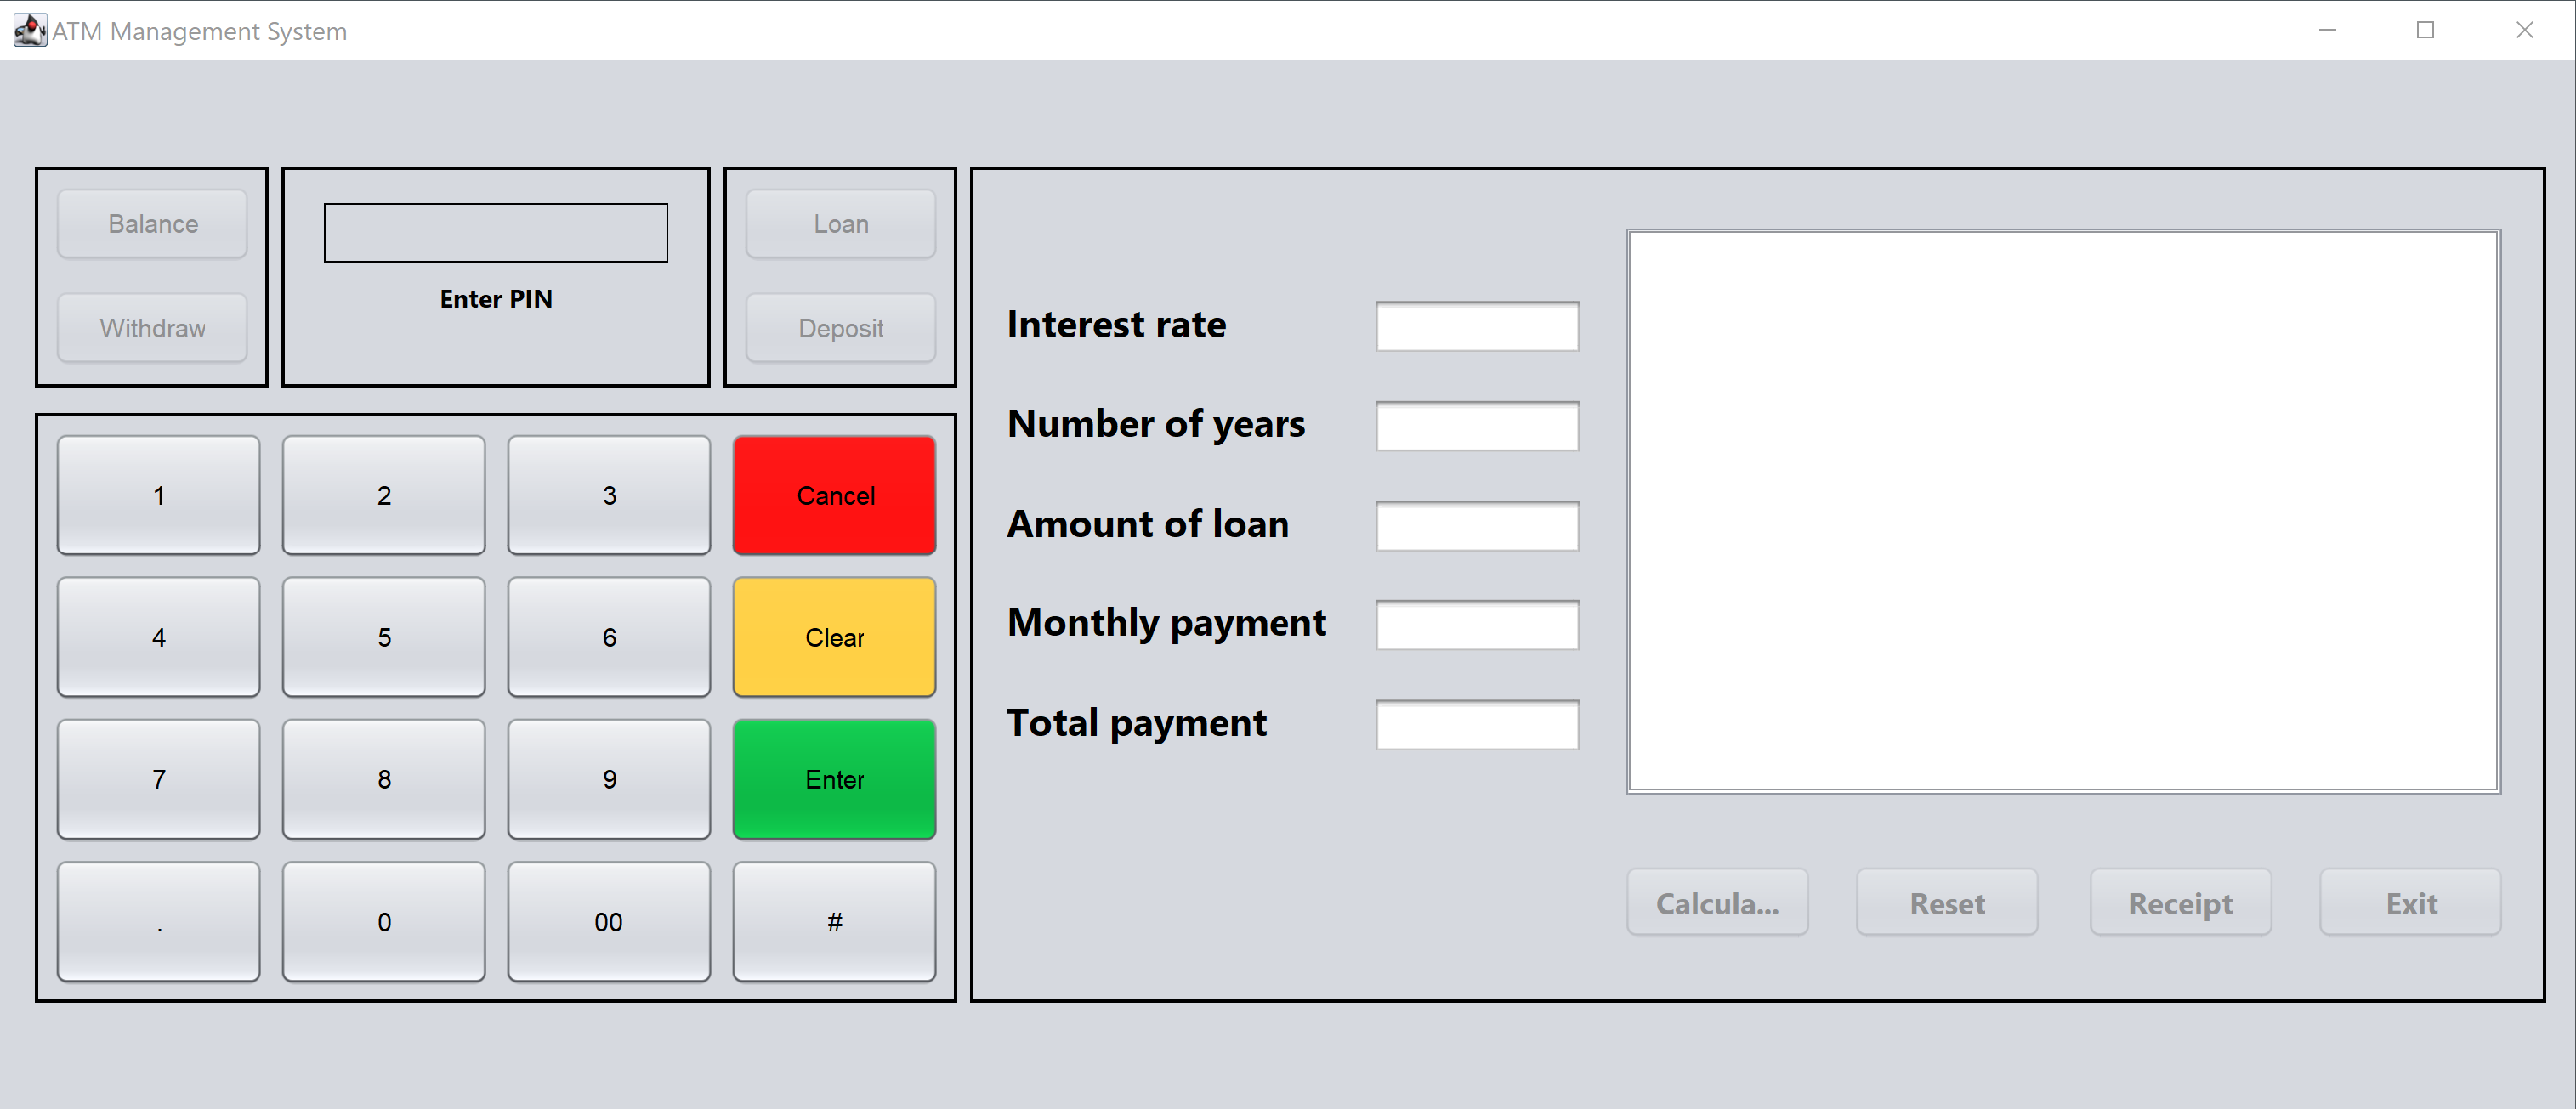 ATM Management System
Balance
Withdraw
Enter PIN
Loan
Deposit
1 2 3 Cancel
4 5 6 Clear
7 8 9 Enter
. 0 00 #
Interest rate
Number of years
Amount of loan
Monthly payment
Total payment
Calcula... Reset Receipt Exit